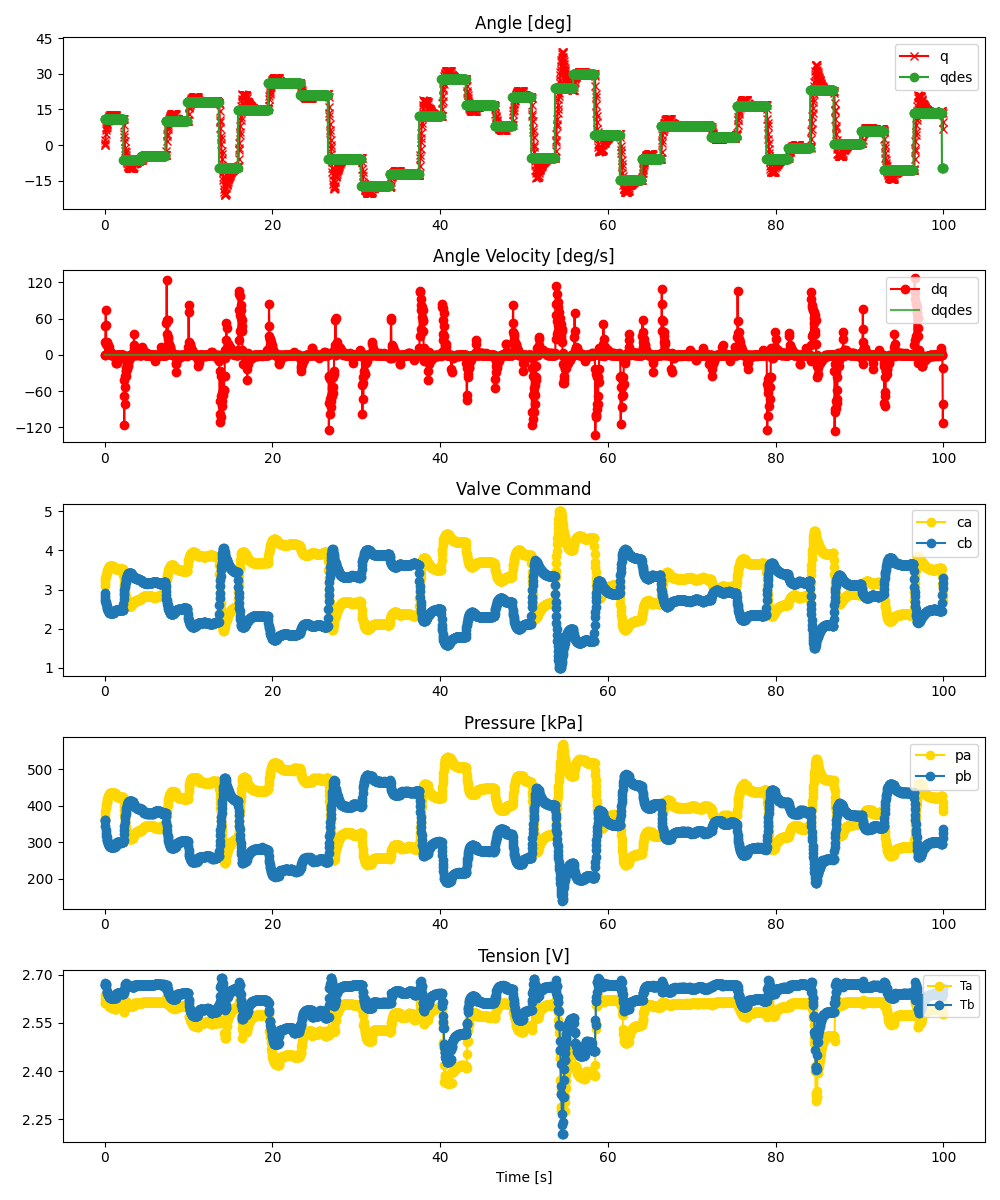 Angle [deg]
45
30
15
0
−15
q
qdes
0 20 40 60 80 100
Angle Velocity [deg/s]
120
60
0
−60
−120
dq
dqdes
0 20 40 60 80 100
Valve Command
5
4
3
2
1
ca
cb
0 20 40 60 80 100
Pressure [kPa]
500
400
300
200
pa
pb
0 20 40 60 80 100
Tension [V]
2.70
2.55
2.40
2.25
Ta
Tb
0 20 40 60 80 100
Time [s]